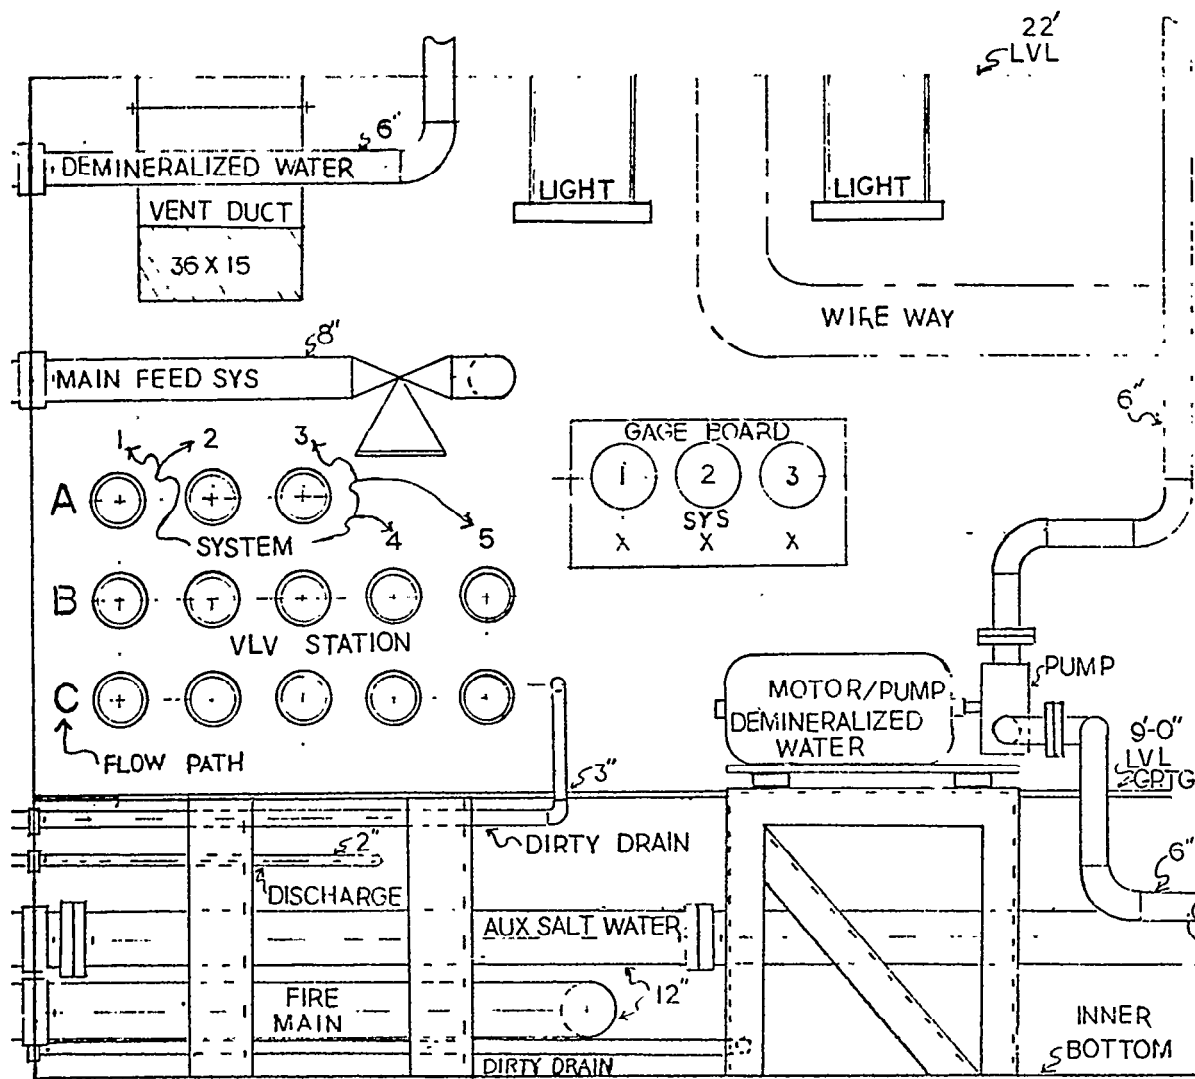 22'
LVL
6"
DEMINERALIZED WATER
VENT DUCT
36 X 15
LIGHT
LIGHT
WIRE WAY
8"
MAIN FEED SYS
6"
1 2 3
A
SYSTEM
4 5
GAGE BOARD
1 2 3
SYS
X X X
B
VLV STATION
C
FLOW PATH
PUMP
MOTOR/PUMP
DEMINERALIZED
WATER
9'-0"
LVL
GRTG
3"
DIRTY DRAIN
2"
DISCHARGE
6"
AUX SALT WATER
12"
FIRE
MAIN
DIRTY DRAIN
INNER
BOTTOM